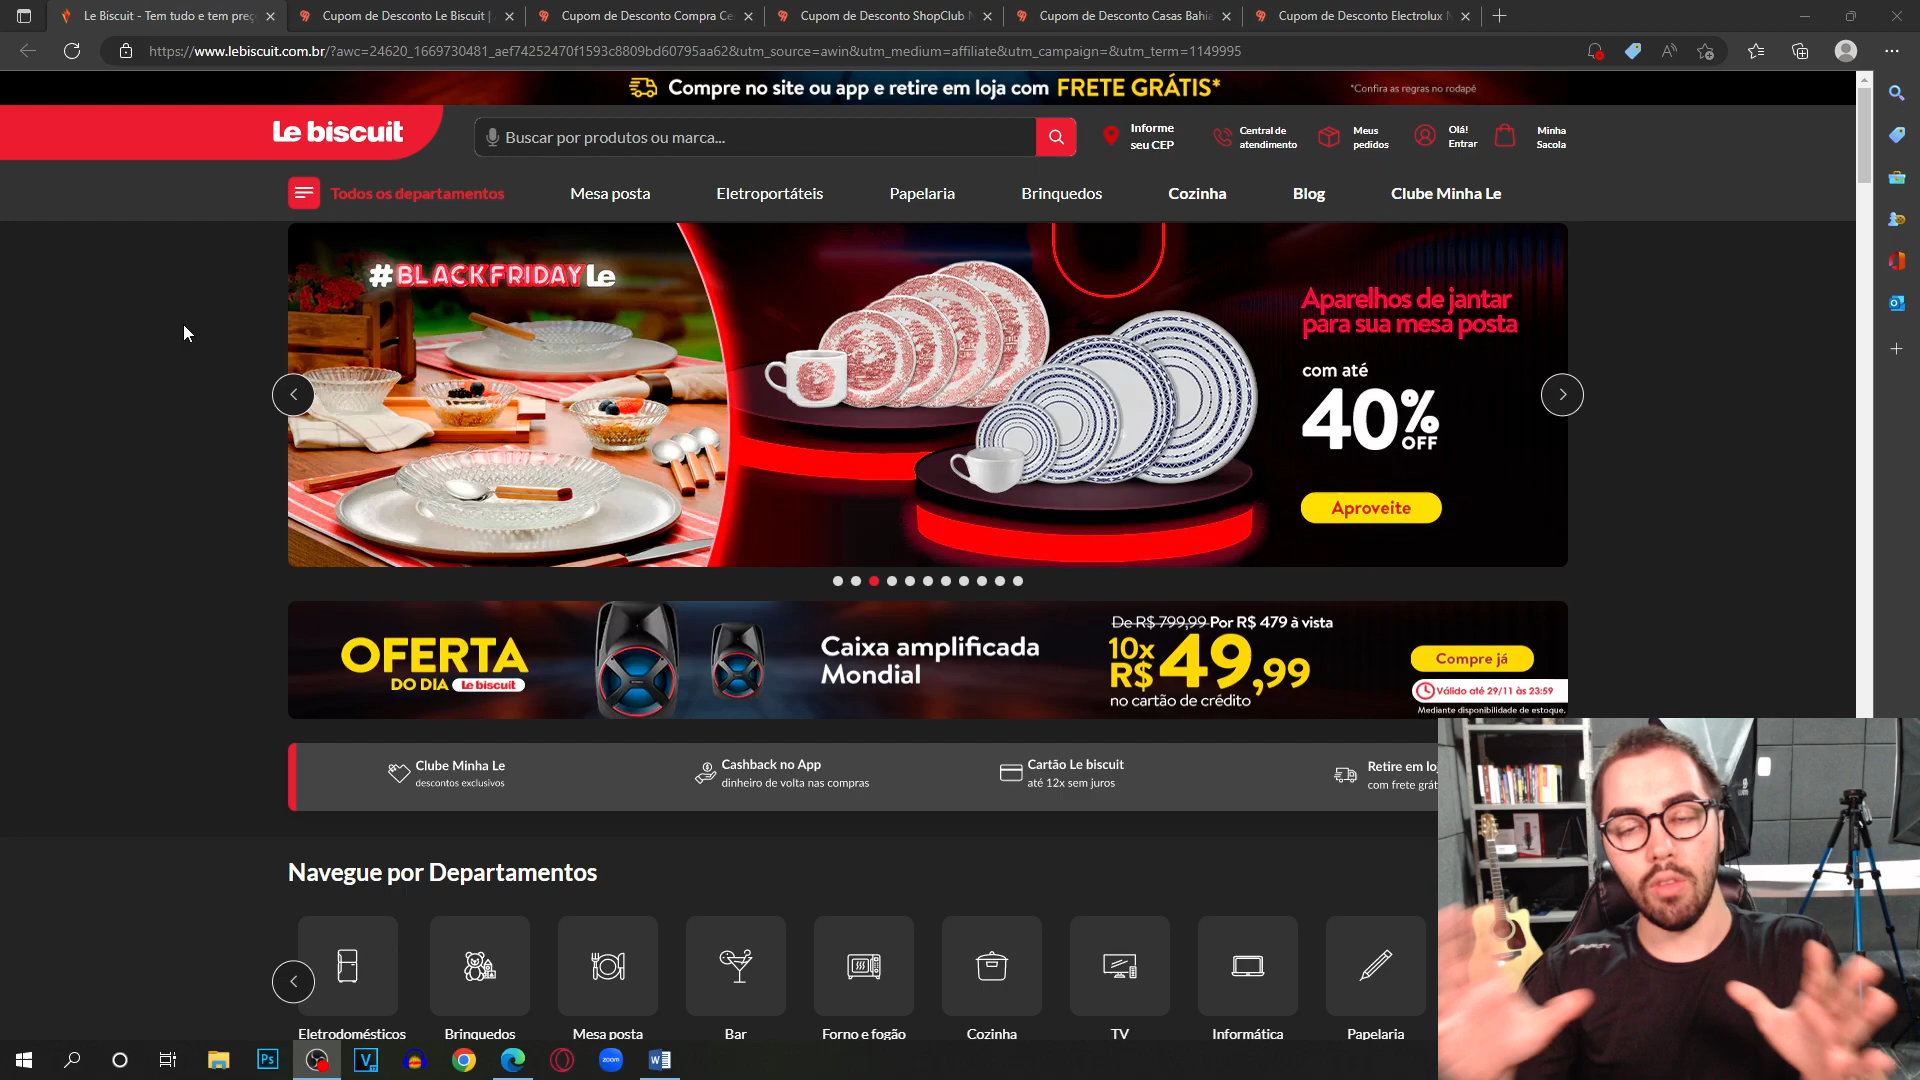 Le Biscuit - Tem tudo e tem preç
Cupom de Desconto Le Biscuit |
Cupom de Desconto Compra Ce
Cupom de Desconto ShopClub
Cupom de Desconto Casas Bahia
Cupom de Desconto Electrolux
https://www.lebiscuit.com.br/?awc=24620_1669730481_aef74252470f1593c8809bd60795aa62&utm_source=awin&utm_medium=affiliate&utm_campaign=&utm_term=1149995
Compre no site ou app e retire em loja com FRETE GRÁTIS*
*Confira as regras no rodapé
Le biscuit
Buscar por produtos ou marca...
Informe
seu CEP
Central de
atendimento
Meus
pedidos
Olá!
Entrar
Minha
Sacola
Todos os departamentos
Mesa posta
Eletroportáteis
Papelaria
Brinquedos
Cozinha
Blog
Clube Minha Le
#BLACKFRIDAYLe
Aparelhos de jantar
para sua mesa posta
com até
40% OFF
Aproveite
OFERTA
DO DIA Le biscuit
Caixa amplificada
Mondial
De R$ 799,99 Por R$ 479 à vista
10x
R$ 49,99
no cartão de crédito
Compre já
Válido até 29/11 às 23:59
Mediante disponibilidade de estoque.
Clube Minha Le
descontos exclusivos
Cashback no App
dinheiro de volta nas compras
Cartão Le biscuit
até 12x sem juros
Retire em lo
com frete grát
Navegue por Departamentos
Eletrodomésticos
Brinquedos
Mesa posta
Bar
Forno e fogão
Cozinha
TV
Informática
Papelaria
Ps
V
zoom
W